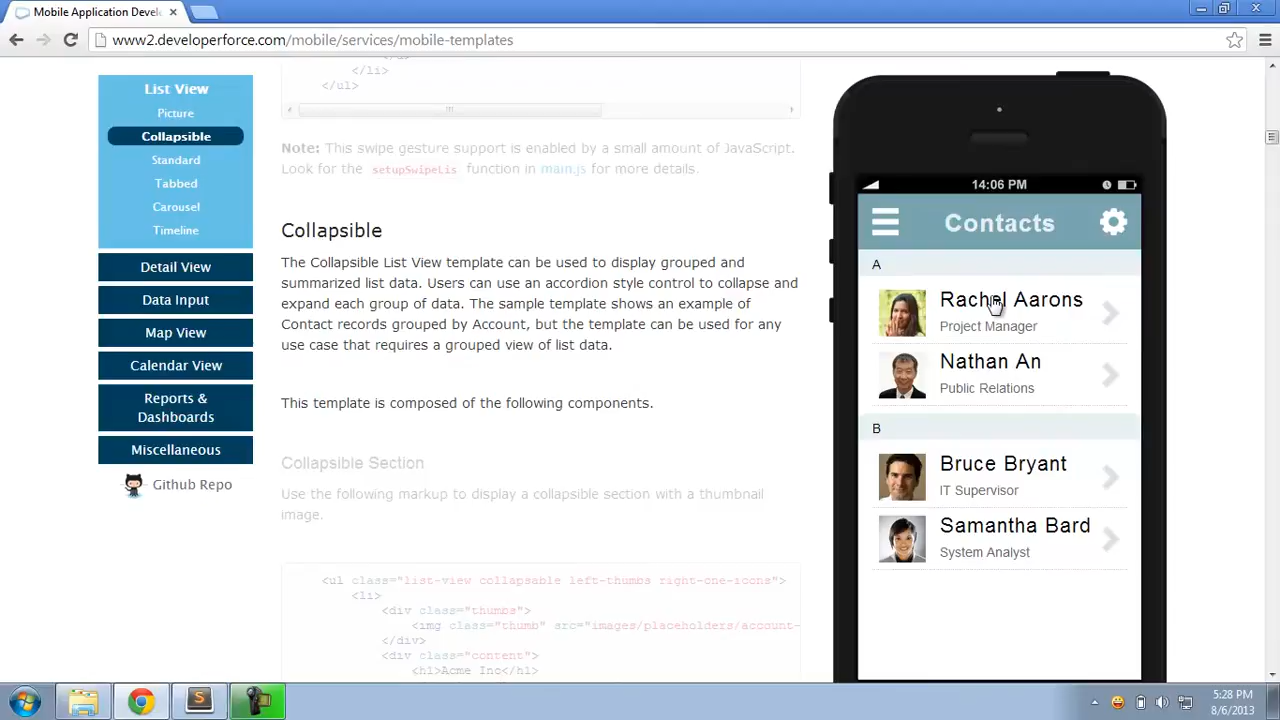 Mobile Application Devel
www2.developerforce.com/mobile/services/mobile-templates
List View
Picture
Collapsible
Standard
Tabbed
Carousel
Timeline
Detail View
Data Input
Map View
Calendar View
Reports &
Dashboards
Miscellaneous
Github Repo
</li>
</ul>
Note: This swipe gesture support is enabled by a small amount of JavaScript.
Look for the setupSwipeLis function in main.js for more details.
Collapsible
The Collapsible List View template can be used to display grouped and
summarized list data. Users can use an accordion style control to collapse and
expand each group of data. The sample template shows an example of
Contact records grouped by Account, but the template can be used for any
use case that requires a grouped view of list data.
This template is composed of the following components.
Collapsible Section
Use the following markup to display a collapsible section with a thumbnail
image.
<ul class="list-view collapsable left-thumbs right-one-icons">
<li>
<div class="thumbs">
<img class="thumb" src="images/placeholders/account-
</div>
<div class="content">
<h1>Acme Inc</h1>
14:06 PM
Contacts
A
Rachel Aarons
Project Manager
Nathan An
Public Relations
B
Bruce Bryant
IT Supervisor
Samantha Bard
System Analyst
5:28 PM
8/6/2013